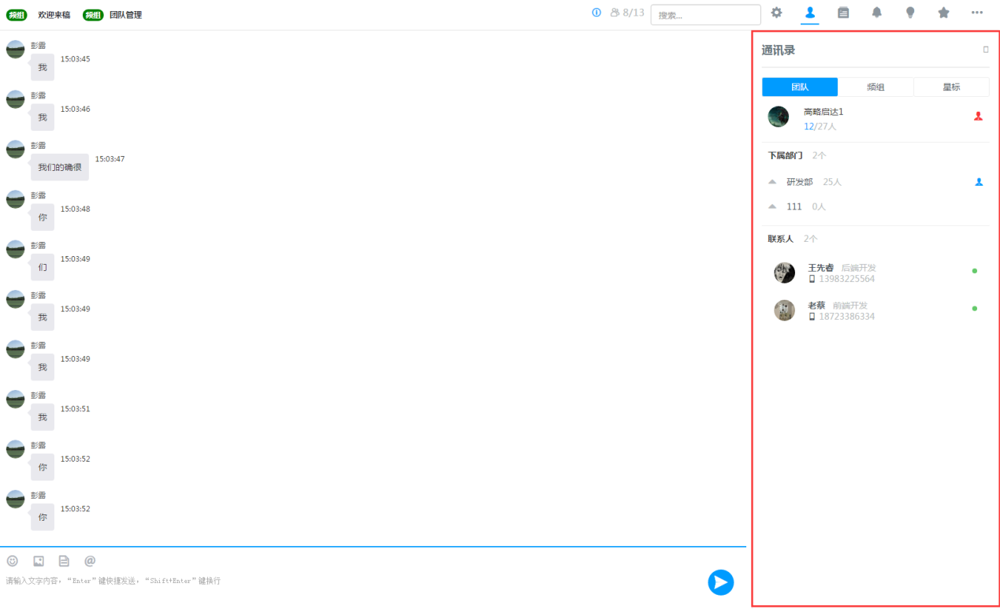 频组 欢迎来稿 频组 团队管理 8/13 搜索...
彭露
我 15:03:45
彭露
我 15:03:46
彭露
我们的确很 15:03:47
彭露
你 15:03:48
彭露
们 15:03:49
彭露
我 15:03:49
彭露
我 15:03:49
彭露
我 15:03:51
彭露
你 15:03:52
彭露
你 15:03:52
请输入文字内容，“Enter”键快捷发送，“Shift+Enter”键换行
通讯录
团队 频组 星标
高略启达1
12/27人
下属部门 2个
研发部 25人
111 0人
联系人 2个
王先睿 后端开发
13983225564
老蔡 前端开发
18723386334